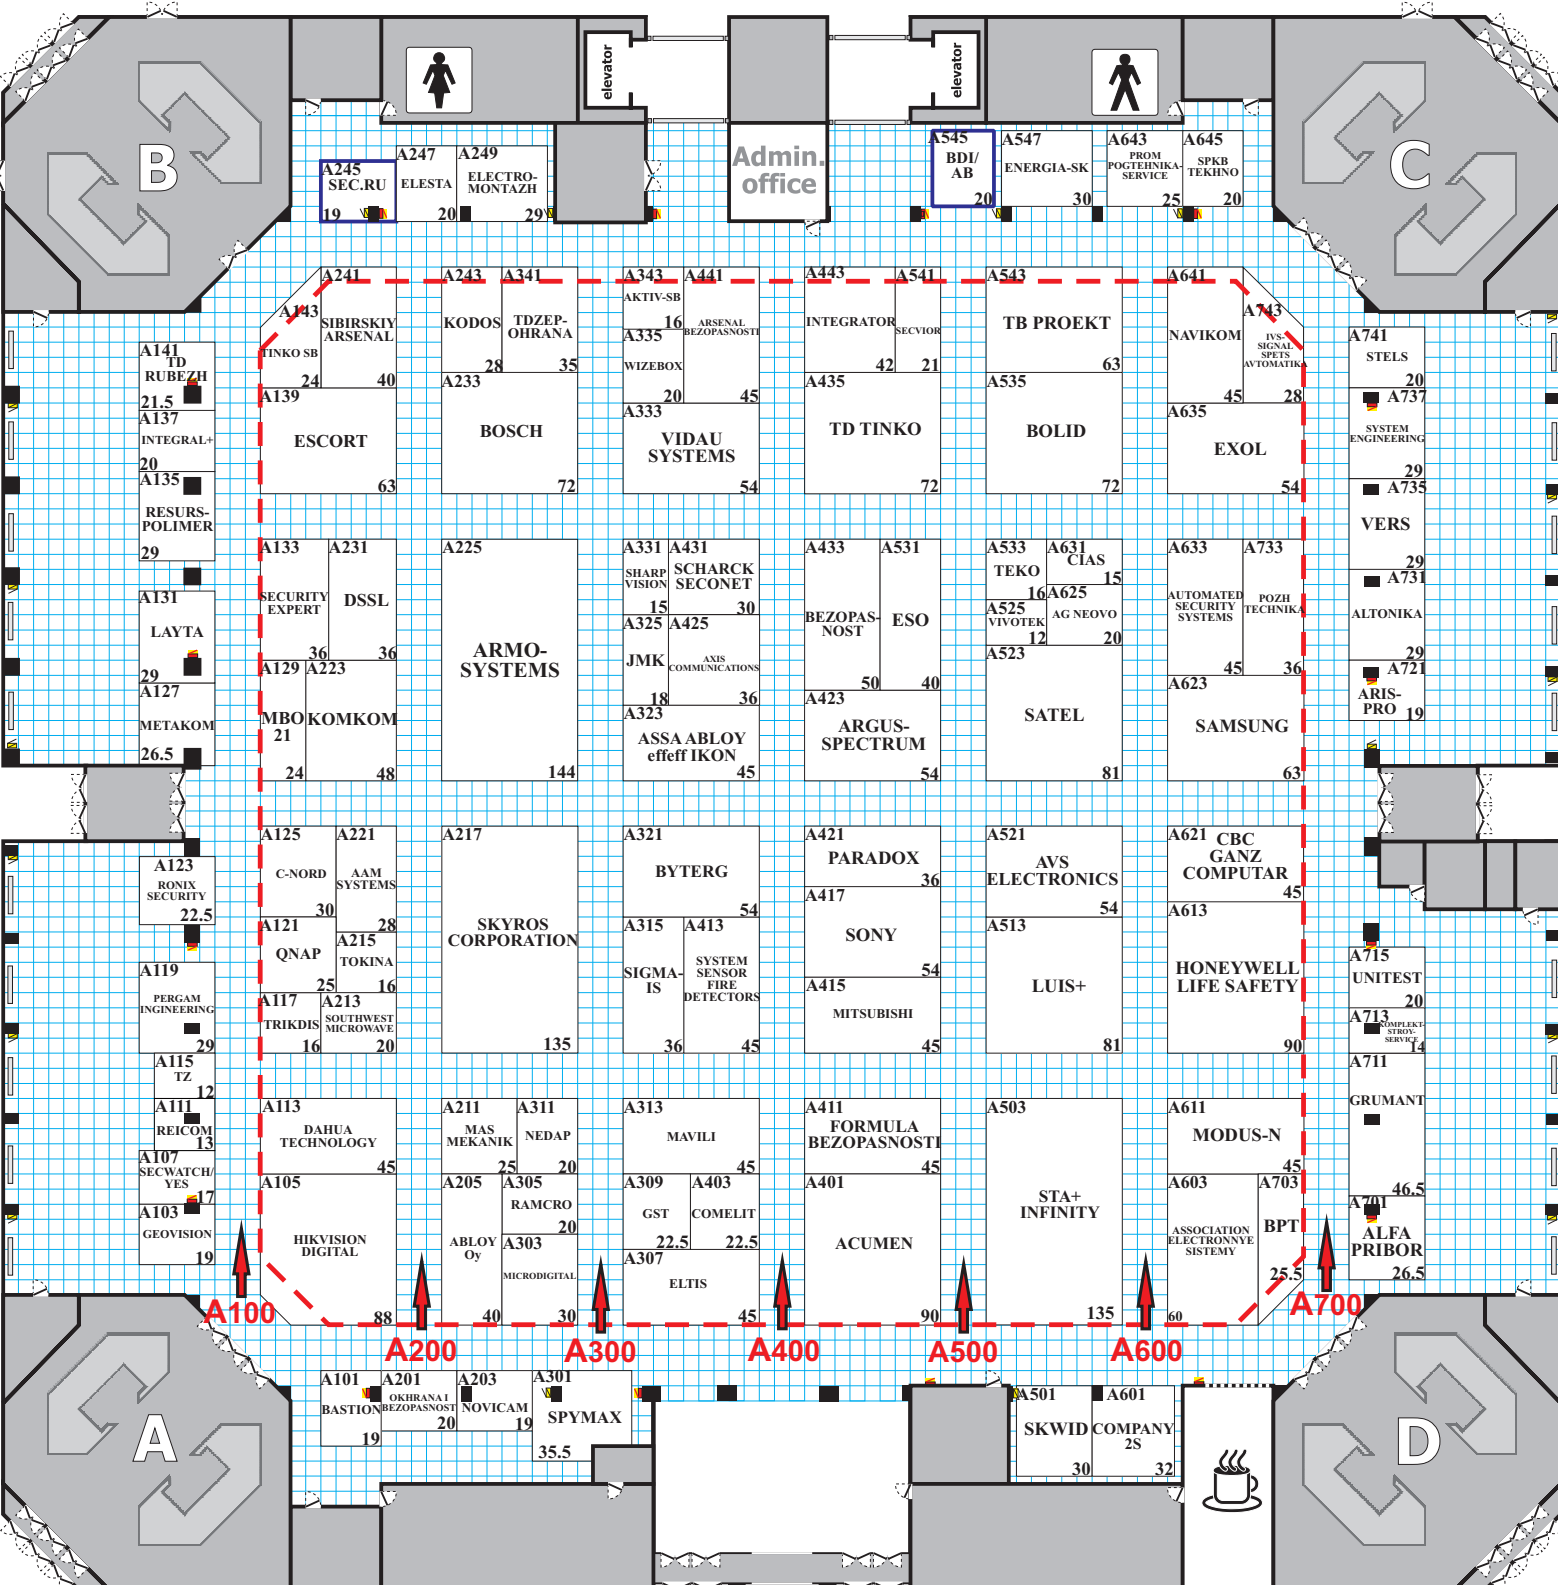 elevator
elevator
B
C
Admin.
office
A245
SEC.RU
19
A247
ELESTA
20
A249
ELECTRO-
MONTAZH
29
A545
BDI/
AB
20
A547
ENERGIA-SK
30
A643
PROM
POGTEHNIKA-
SERVICE
25
A645
SPKB
TEKHNO
20
A143
TINKO SB
24
A241
SIBIRSKIY
ARSENAL
40
A243
KODOS
28
A341
TDZEP-
OHRANA
35
A343
AKTIV-SB
16
A335
WIZEBOX
20
A441
ARSENAL
BEZOPASNOSTI
45
A443
INTEGRATOR
42
A541
SECVIOR
21
A543
TB PROEKT
63
A641
NAVIKOM
45
A743
IVS-
SIGNAL
SPETS
AVTOMATIKA
28
A141
TD
RUBEZH
21.5
A137
INTEGRAL+
20
A135
RESURS-
POLIMER
29
A131
LAYTA
29
A127
METAKOM
26.5
A139
ESCORT
63
A233
BOSCH
72
A333
VIDAU
SYSTEMS
54
A435
TD TINKO
72
A535
BOLID
72
A635
EXOL
54
A741
STELS
20
A737
SYSTEM
ENGINEERING
29
A735
VERS
29
A731
ALTONIKA
29
A721
ARIS-
PRO
19
A133
SECURITY
EXPERT
36
A231
DSSL
36
A129
MBO
21
24
A223
KOMKOM
48
A225
ARMO-
SYSTEMS
144
A331
SHARP
VISION
15
A431
SCHARCK
SECONET
30
A325
JMK
18
A425
AXIS
COMMUNICATIONS
36
A323
ASSA ABLOY
effeff IKON
45
A433
BEZOPAS-
NOST
50
A531
ESO
40
A423
ARGUS-
SPECTRUM
54
A533
TEKO
16
A631
CIAS
15
A525
VIVOTEK
12
A625
AG NEOVO
20
A523
SATEL
81
A633
AUTOMATED
SECURITY
SYSTEMS
45
A733
POZH
TECHNIKA
36
A623
SAMSUNG
63
A123
RONIX
SECURITY
22.5
A119
PERGAM
INGINEERING
29
A115
TZ
12
A111
REICOM
13
A107
SECWATCH/
YES
17
A103
GEOVISION
19
A125
C-NORD
30
A221
AAM
SYSTEMS
28
A121
QNAP
25
A215
TOKINA
16
A117
TRIKDIS
16
A213
SOUTHWEST
MICROWAVE
20
A217
SKYROS
CORPORATION
135
A321
BYTERG
54
A315
SIGMA-
IS
36
A413
SYSTEM
SENSOR
FIRE
DETECTORS
45
A421
PARADOX
36
A417
SONY
54
A415
MITSUBISHI
45
A521
AVS
ELECTRONICS
54
A513
LUIS+
81
A621
CBC
GANZ
COMPUTAR
45
A613
HONEYWELL
LIFE SAFETY
90
A715
UNITEST
20
A713
KOMPLEKT-
STROY-
SERVICE
14
A711
GRUMANT
46.5
A701
ALFA
PRIBOR
26.5
A113
DAHUA
TECHNOLOGY
45
A105
HIKVISION
DIGITAL
88
A211
MAS
MEKANIK
25
A311
NEDAP
20
A205
ABLOY
Oy
40
A305
RAMCRO
20
A303
MICRODIGITAL
30
A313
MAVILI
45
A309
GST
22.5
A403
COMELIT
22.5
A307
ELTIS
45
A411
FORMULA
BEZOPASNOSTI
45
A401
ACUMEN
90
A503
STA+
INFINITY
135
A611
MODUS-N
45
A603
ASSOCIATION
ELECTRONNYE
SISTEMY
60
A703
BPT
25.5
A100
A200
A300
A400
A500
A600
A700
A101
BASTION
19
A201
OKHRANA I
BEZOPASNOST
20
A203
NOVICAM
19
A301
SPYMAX
35.5
A501
SKWID
30
A601
COMPANY
2S
32
A
D